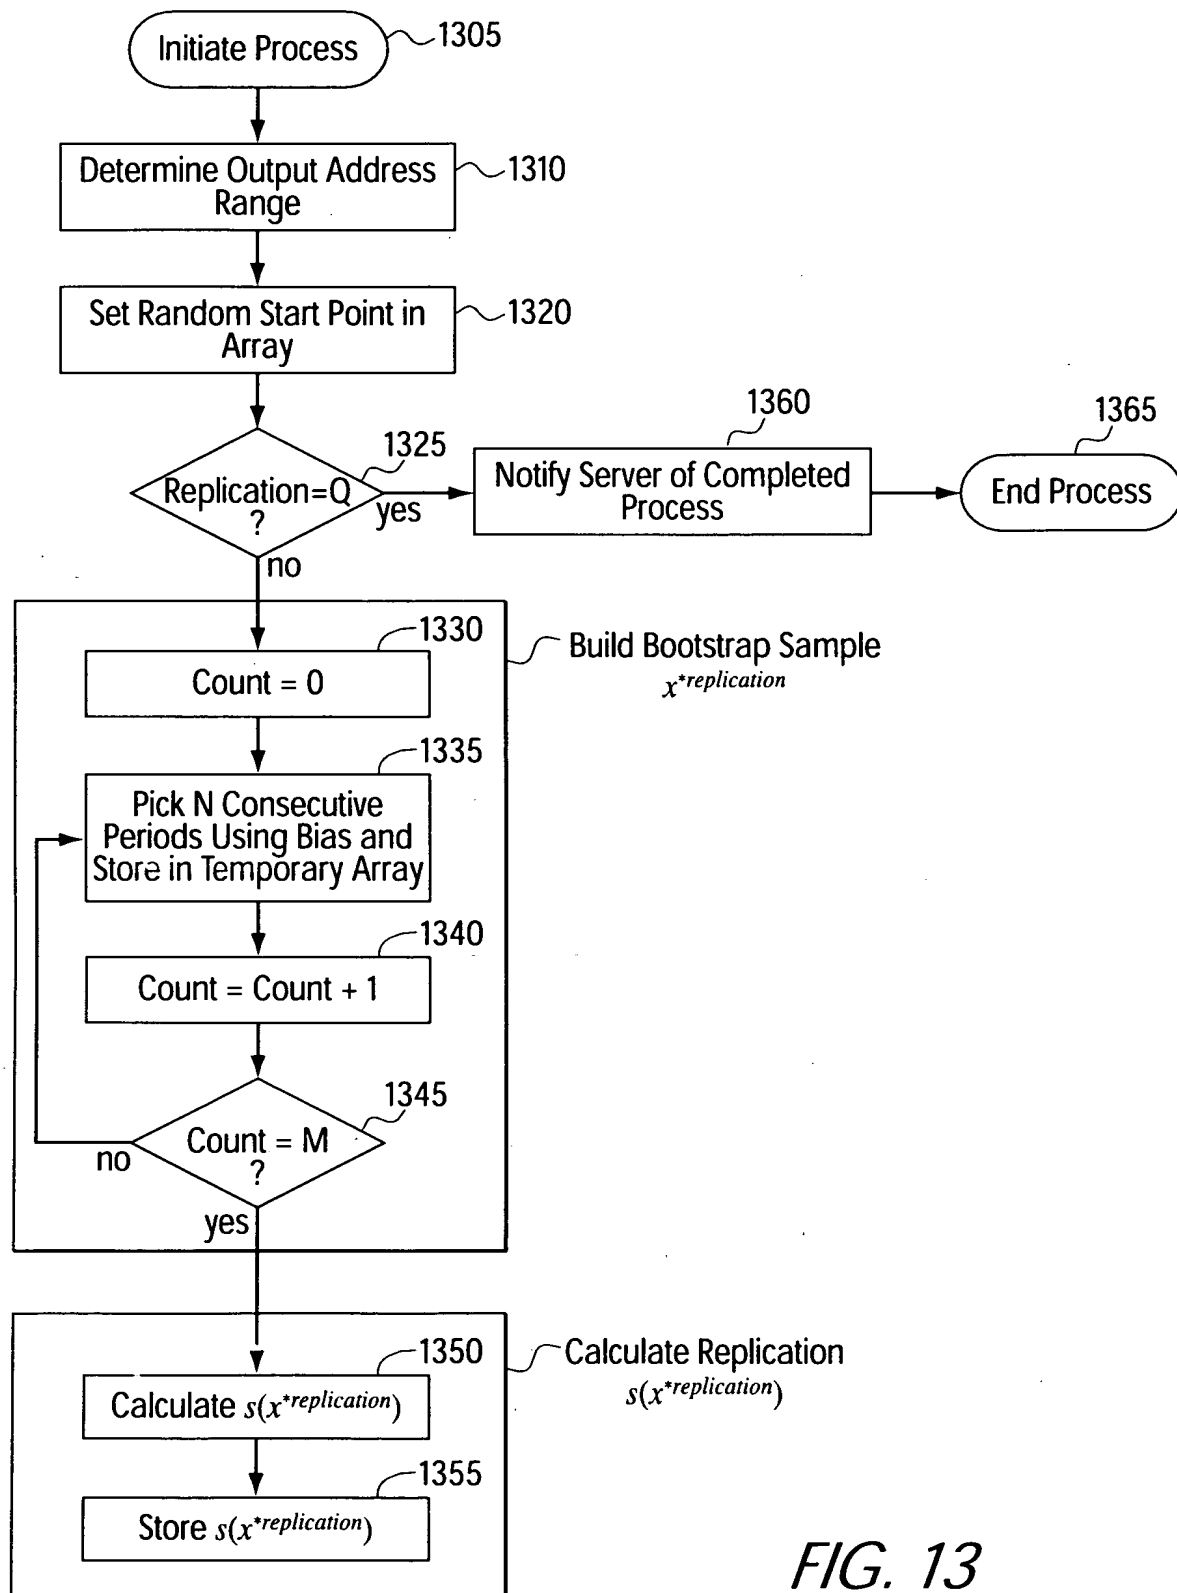 Initiate Process
1305
Determine Output Address
Range
1310
Set Random Start Point in
Array
1320
Replication=Q
?
1325
yes
no
Notify Server of Completed
Process
1360
End Process
1365
Build Bootstrap Sample
x*replication
1330
Count = 0
1335
Pick N Consecutive
Periods Using Bias and
Store in Temporary Array
1340
Count = Count + 1
1345
Count = M
?
no
yes
Calculate Replication
s(x*replication)
1350
Calculate s(x*replication)
1355
Store s(x*replication)
FIG. 13